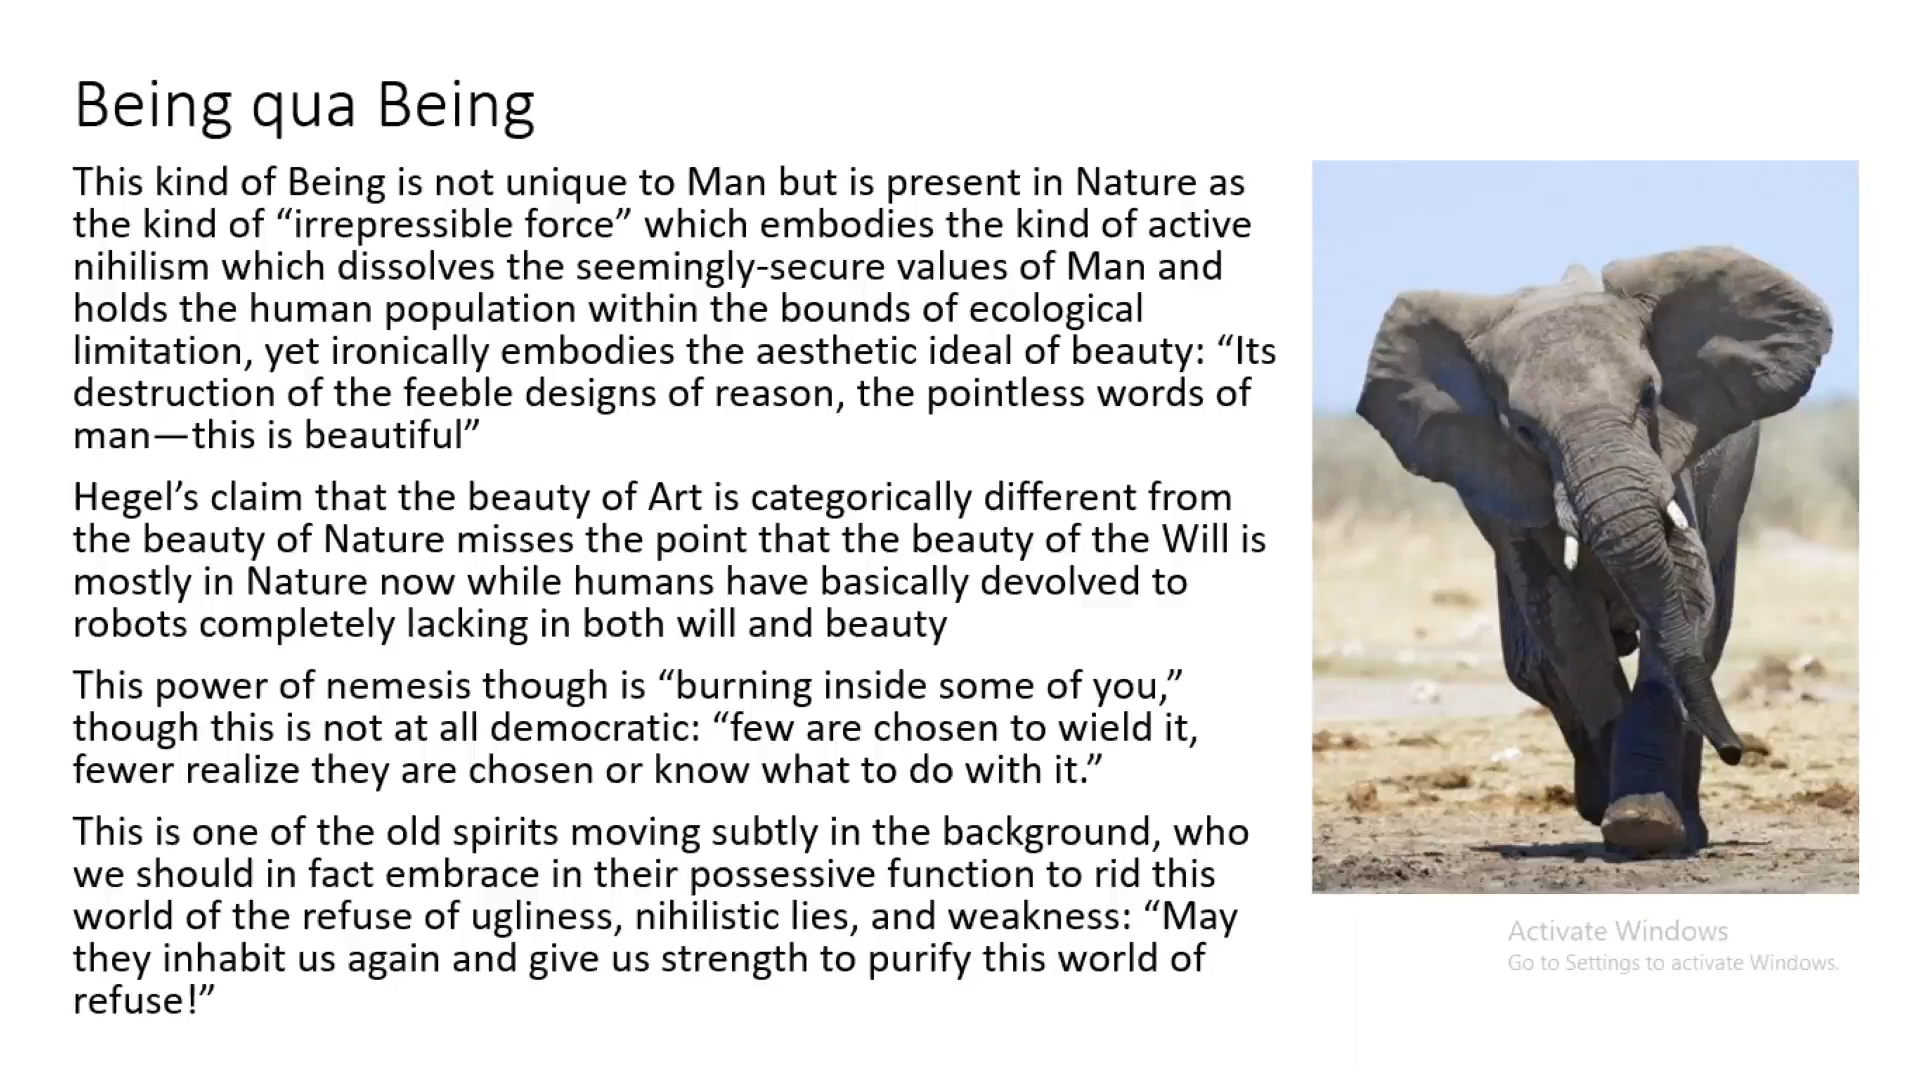 Being qua Being
This kind of Being is not unique to Man but is present in Nature as
the kind of “irrepressible force” which embodies the kind of active
nihilism which dissolves the seemingly-secure values of Man and
holds the human population within the bounds of ecological
limitation, yet ironically embodies the aesthetic ideal of beauty: “Its
destruction of the feeble designs of reason, the pointless words of
man—this is beautiful”
Hegel’s claim that the beauty of Art is categorically different from
the beauty of Nature misses the point that the beauty of the Will is
mostly in Nature now while humans have basically devolved to
robots completely lacking in both will and beauty
This power of nemesis though is “burning inside some of you,”
though this is not at all democratic: “few are chosen to wield it,
fewer realize they are chosen or know what to do with it.”
This is one of the old spirits moving subtly in the background, who
we should in fact embrace in their possessive function to rid this
world of the refuse of ugliness, nihilistic lies, and weakness: “May
they inhabit us again and give us strength to purify this world of
refuse!”
Activate Windows
Go to Settings to activate Windows.